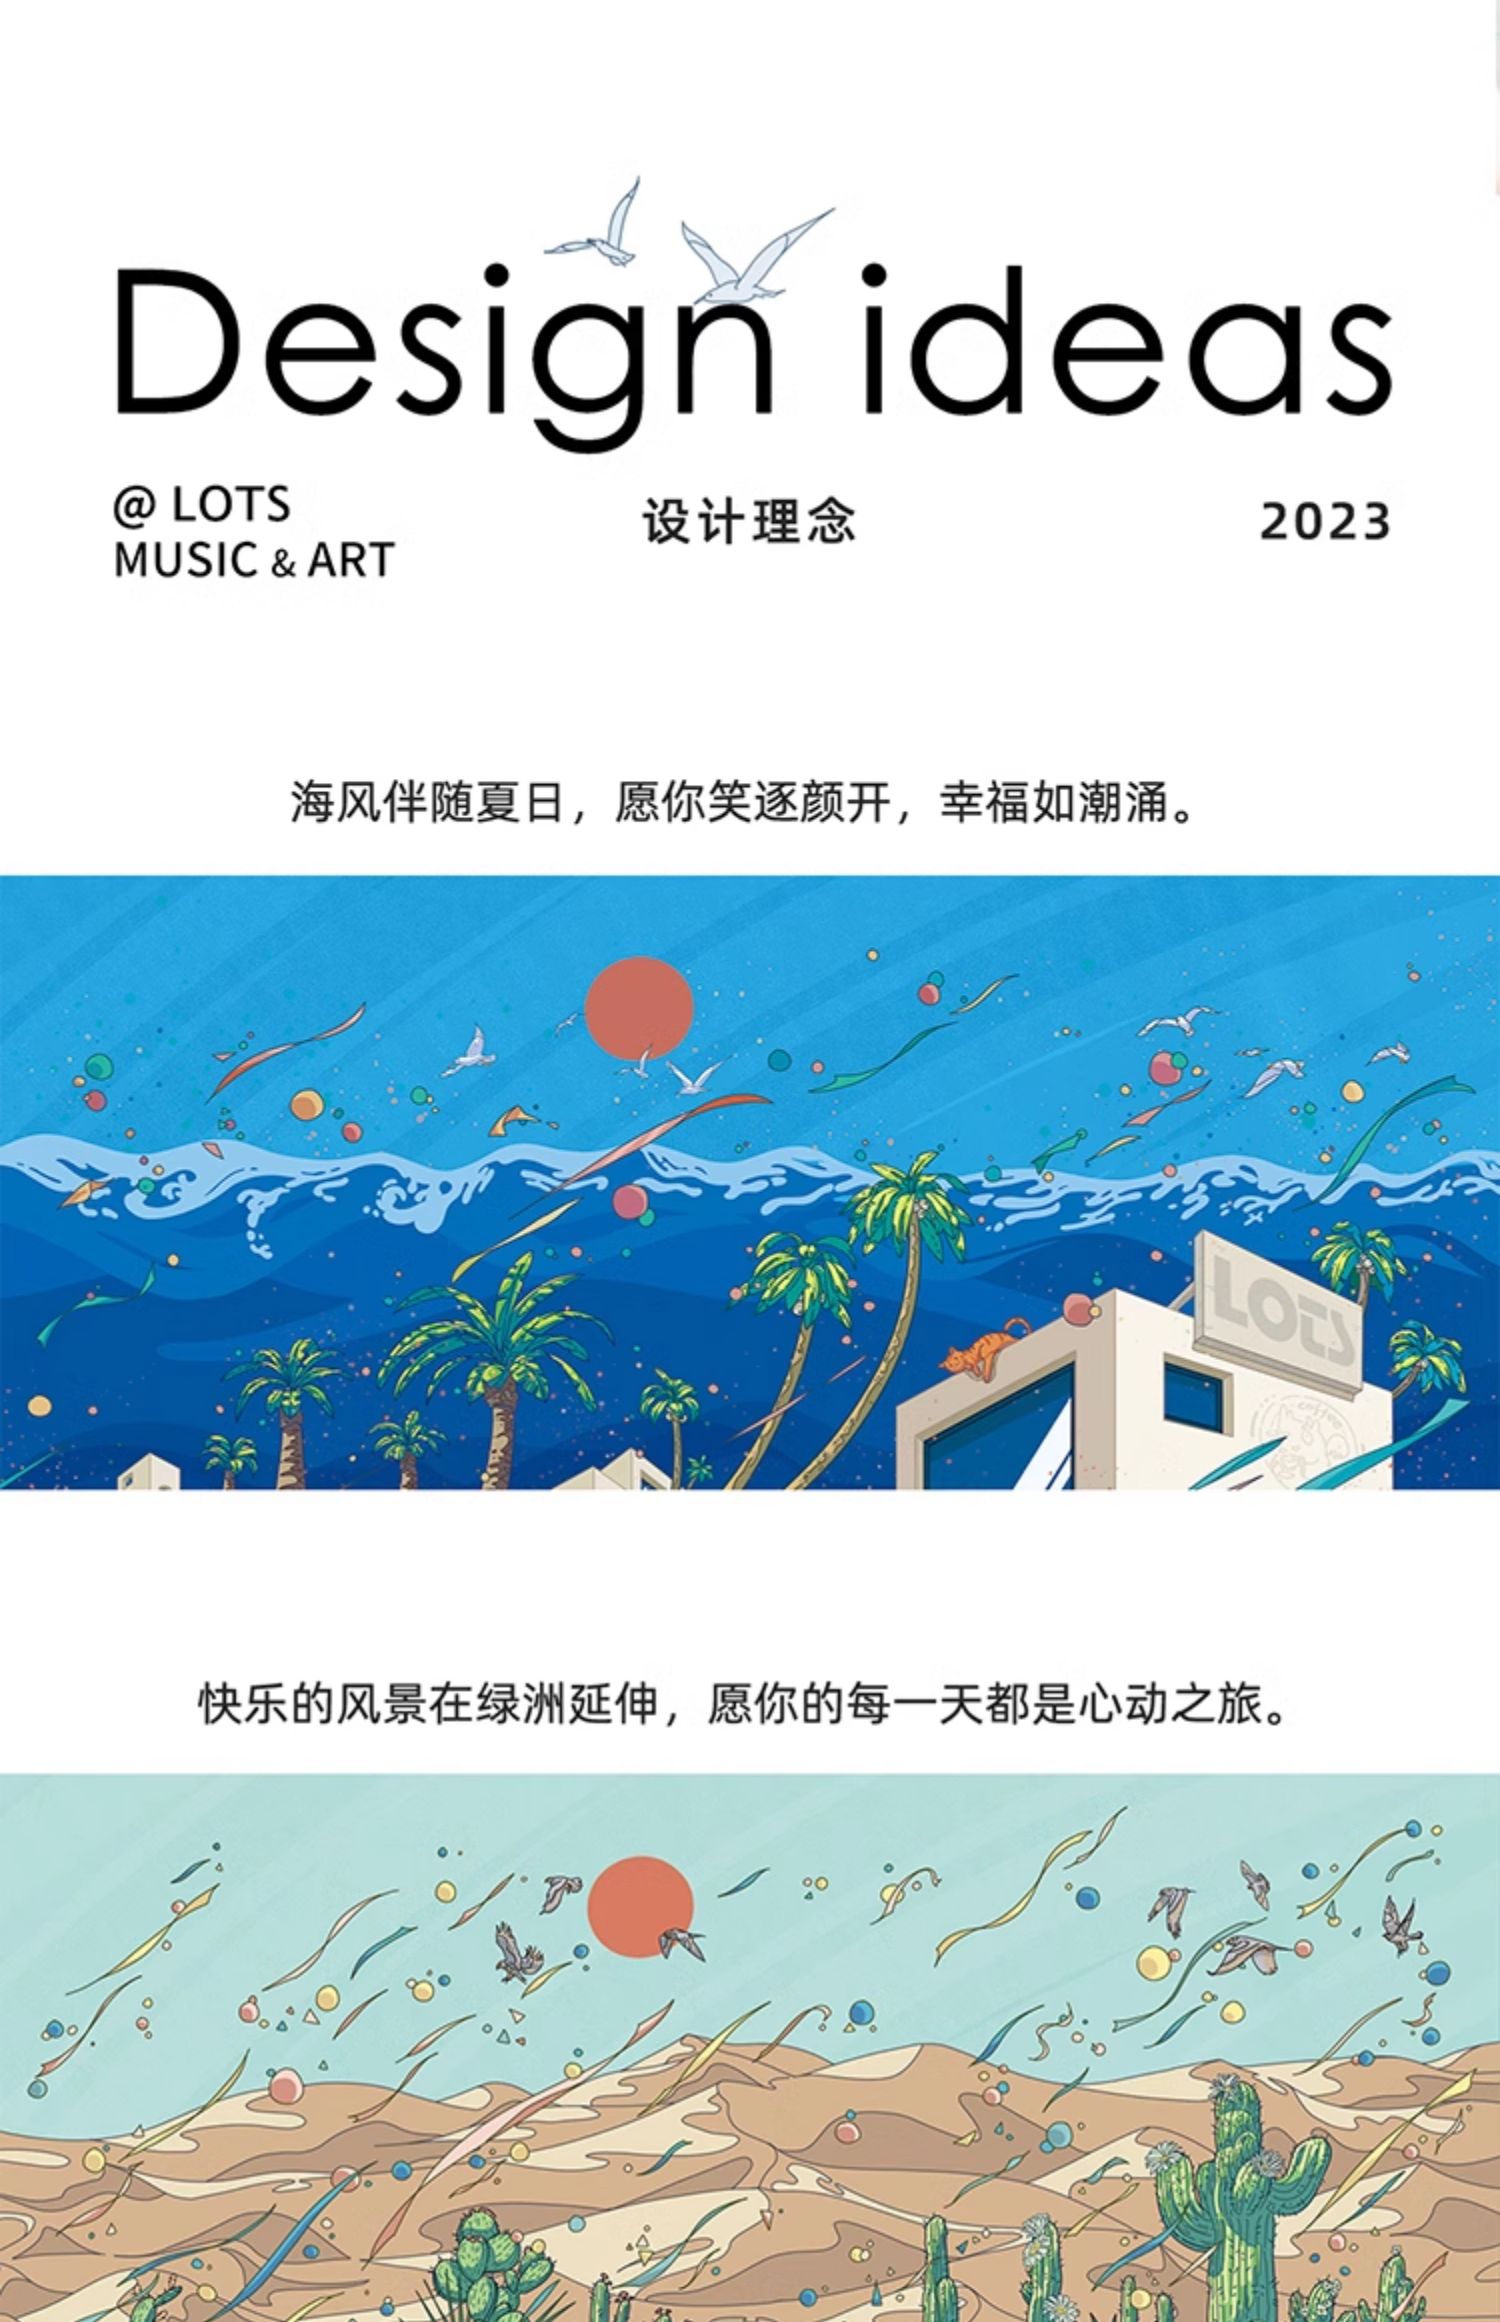 Design ideas
@ LOTS
MUSIC & ART
设计理念
2023
海风伴随夏日，愿你笑逐颜开，幸福如潮涌。
LOTS
coffee
快乐的风景在绿洲延伸，愿你的每一天都是心动之旅。